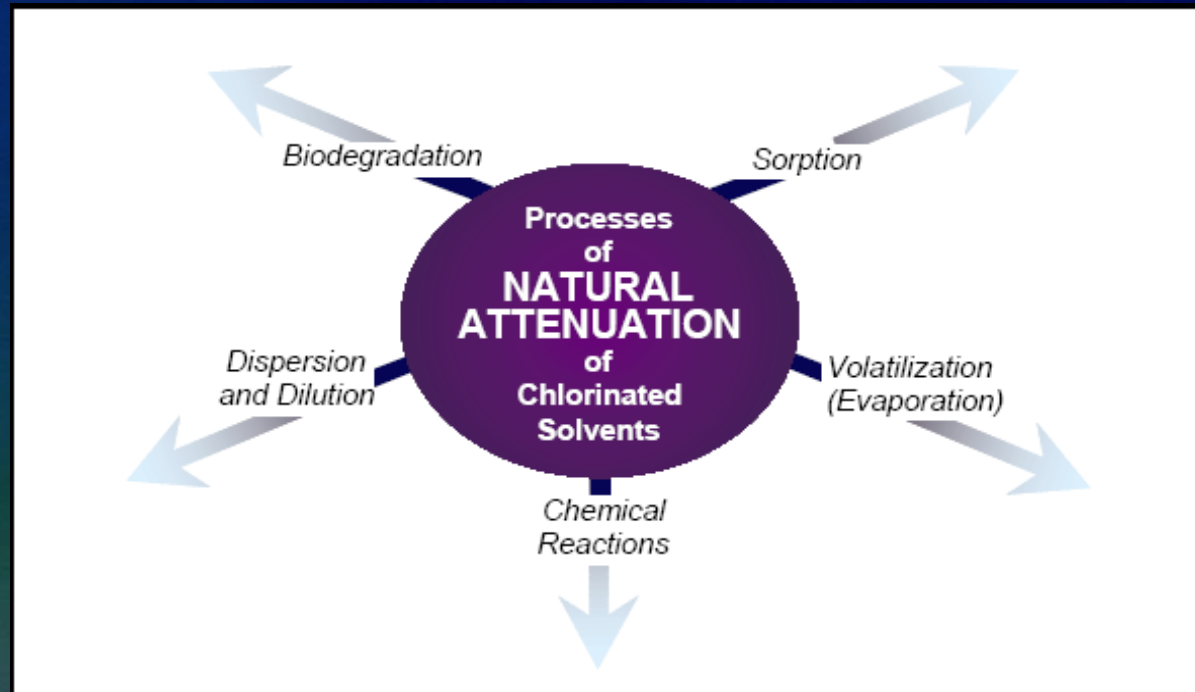 Biodegradation
Sorption
Processes
of
NATURAL
ATTENUATION
of
Chlorinated
Solvents
Dispersion
and Dilution
Volatilization
(Evaporation)
Chemical
Reactions